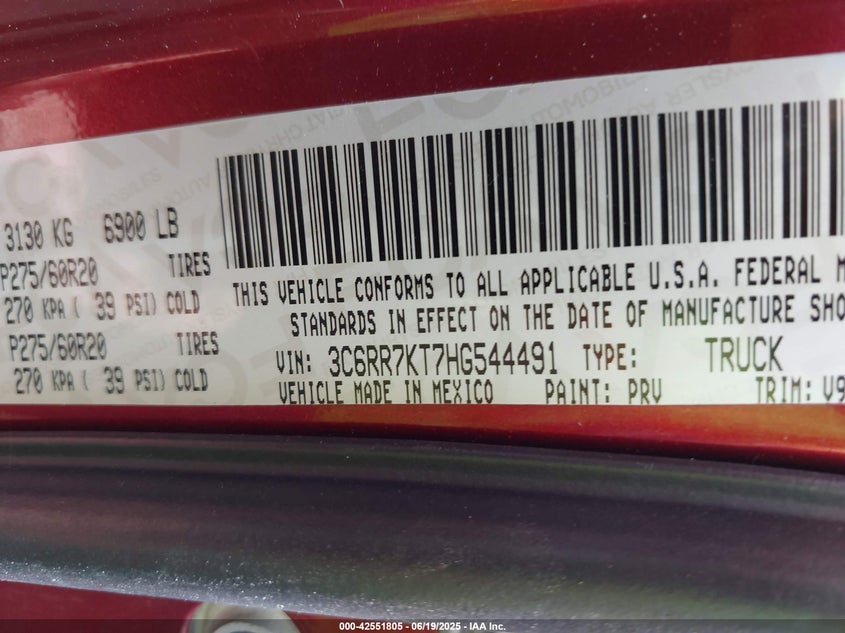 3130 KG 6900 LB
P275/60R20 TIRES
270 KPA ( 39 PSI) COLD
P275/60R20 TIRES
270 KPA ( 39 PSI) COLD
THIS VEHICLE CONFORMS TO ALL APPLICABLE U.S.A. FEDERAL M
STANDARDS IN EFFECT ON THE DATE OF MANUFACTURE SHO
VIN: 3C6RR7KT7HG544491 TYPE: TRUCK
VEHICLE MADE IN MEXICO PAINT: PRV TRIM: V9
000-42551805 - 06/19/2025 - IAA Inc.